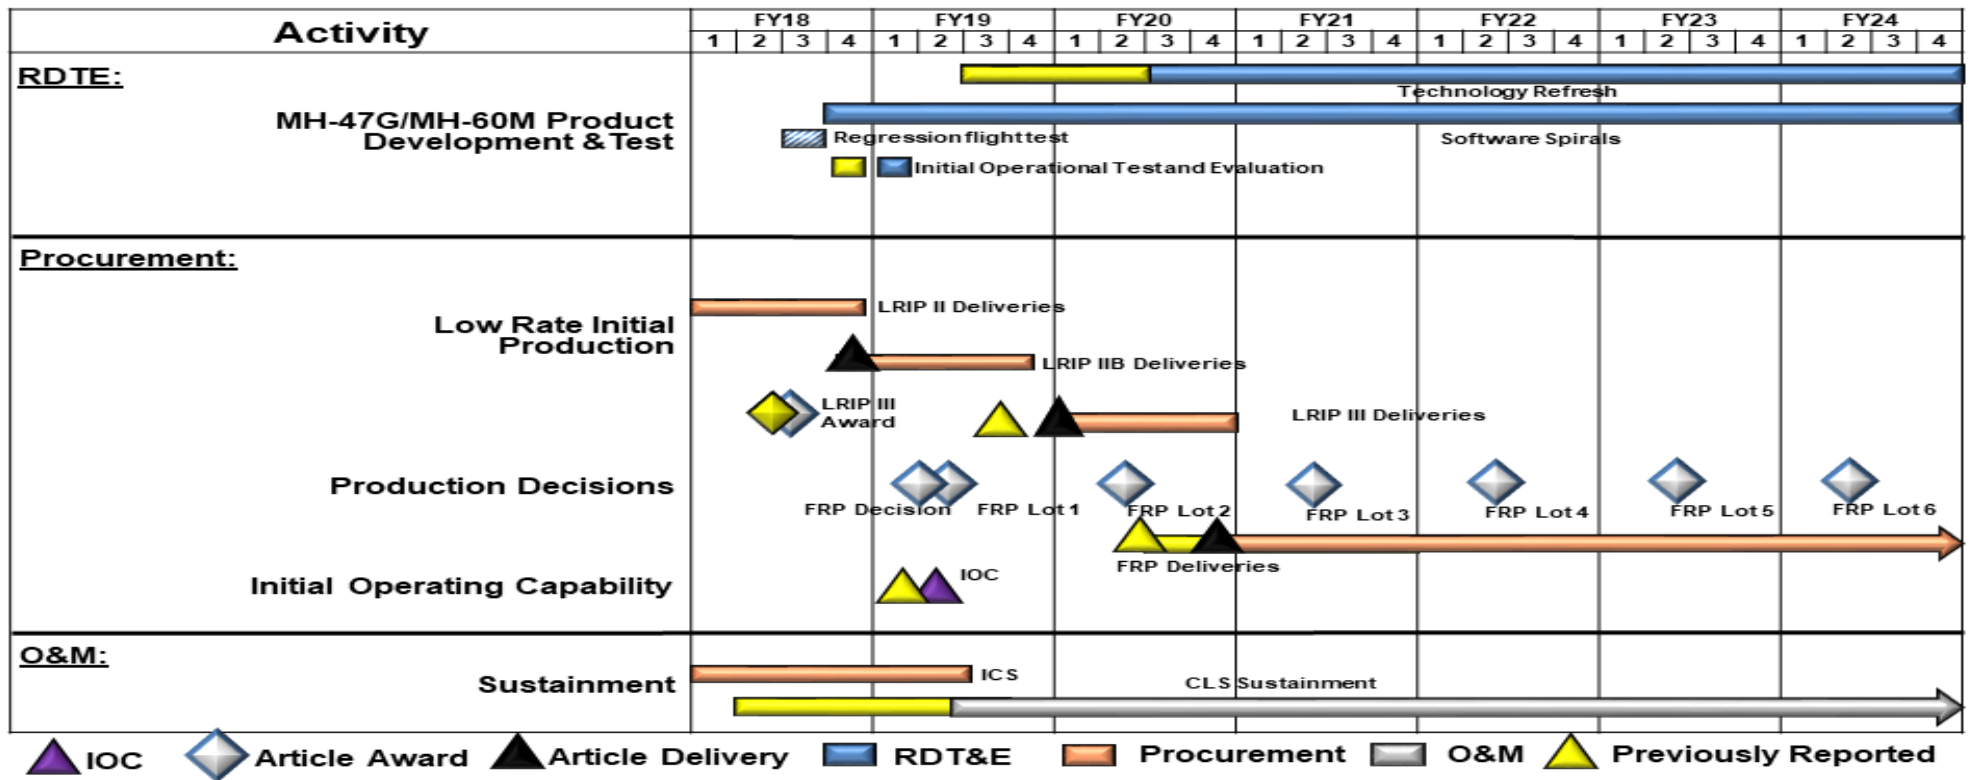 Activity
FY18 FY19 FY20 FY21 FY22 FY23 FY24
1 2 3 4 1 2 3 4 1 2 3 4 1 2 3 4 1 2 3 4 1 2 3 4 1 2 3 4
RDTE:
Technology Refresh
MH-47G/MH-60M Product
Development & Test
Regression flight test
Software Spirals
Initial Operational Test and Evaluation
Procurement:
LRIP II Deliveries
Low Rate Initial
Production
LRIP IIB Deliveries
LRIP III
Award
LRIP III Deliveries
Production Decisions
FRP Decision FRP Lot 1 FRP Lot 2 FRP Lot 3 FRP Lot 4 FRP Lot 5 FRP Lot 6
FRP Deliveries
Initial Operating Capability
IOC
O&M:
Sustainment
ICS
CLS Sustainment
IOC Article Award Article Delivery RDT&E Procurement O&M Previously Reported